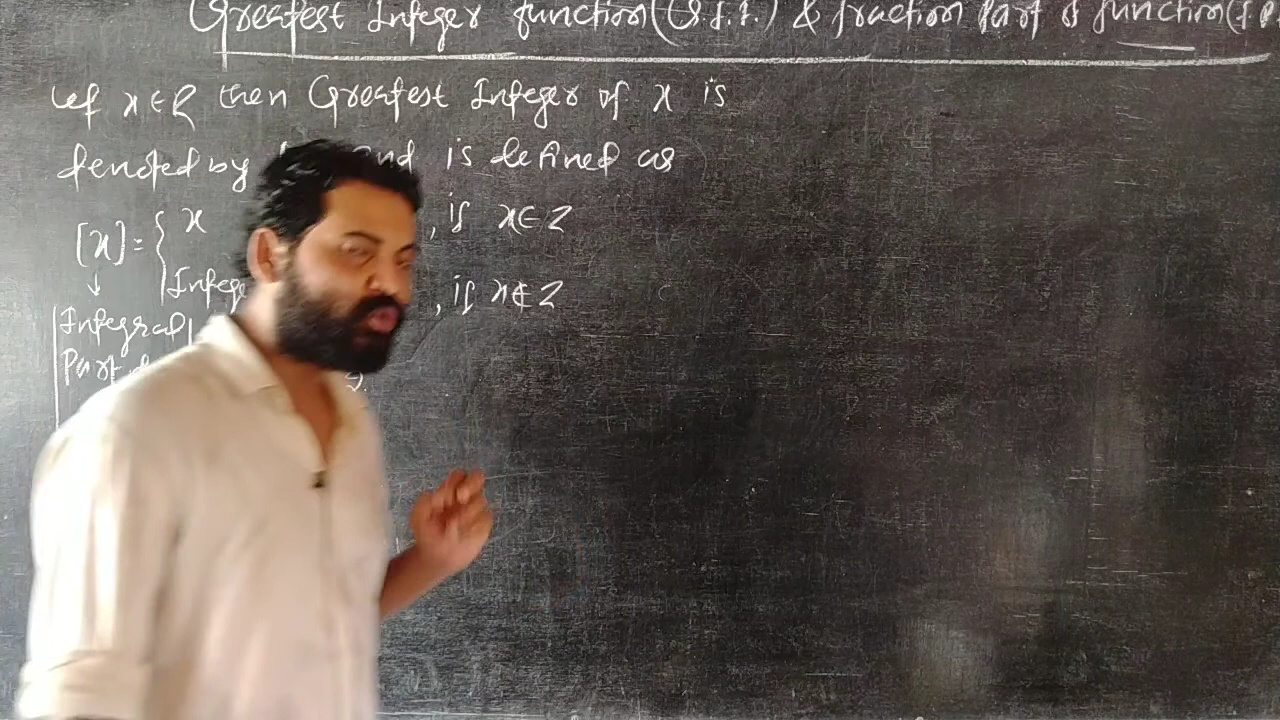 Greatest Integer function (G.I.F.) & fraction Part of function (F.P
Let x ∈ R then Greatest Integer of x is
denoted by and is defined as
[x] = { x , if x ∈ Z
Intege , if x ∉ Z
↓
Integral
Part of